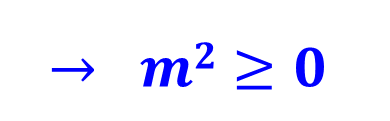 → m² ≥ 0